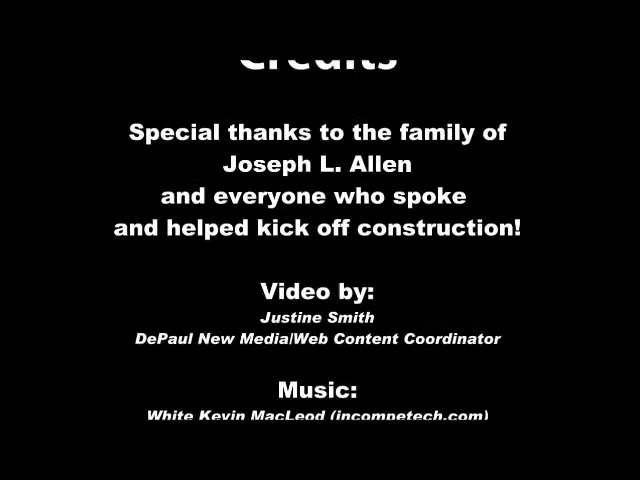 Credits
Special thanks to the family of
Joseph L. Allen
and everyone who spoke
and helped kick off construction!
Video by:
Justine Smith
DePaul New Media/Web Content Coordinator
Music:
White Kevin MacLeod (incompetech.com)